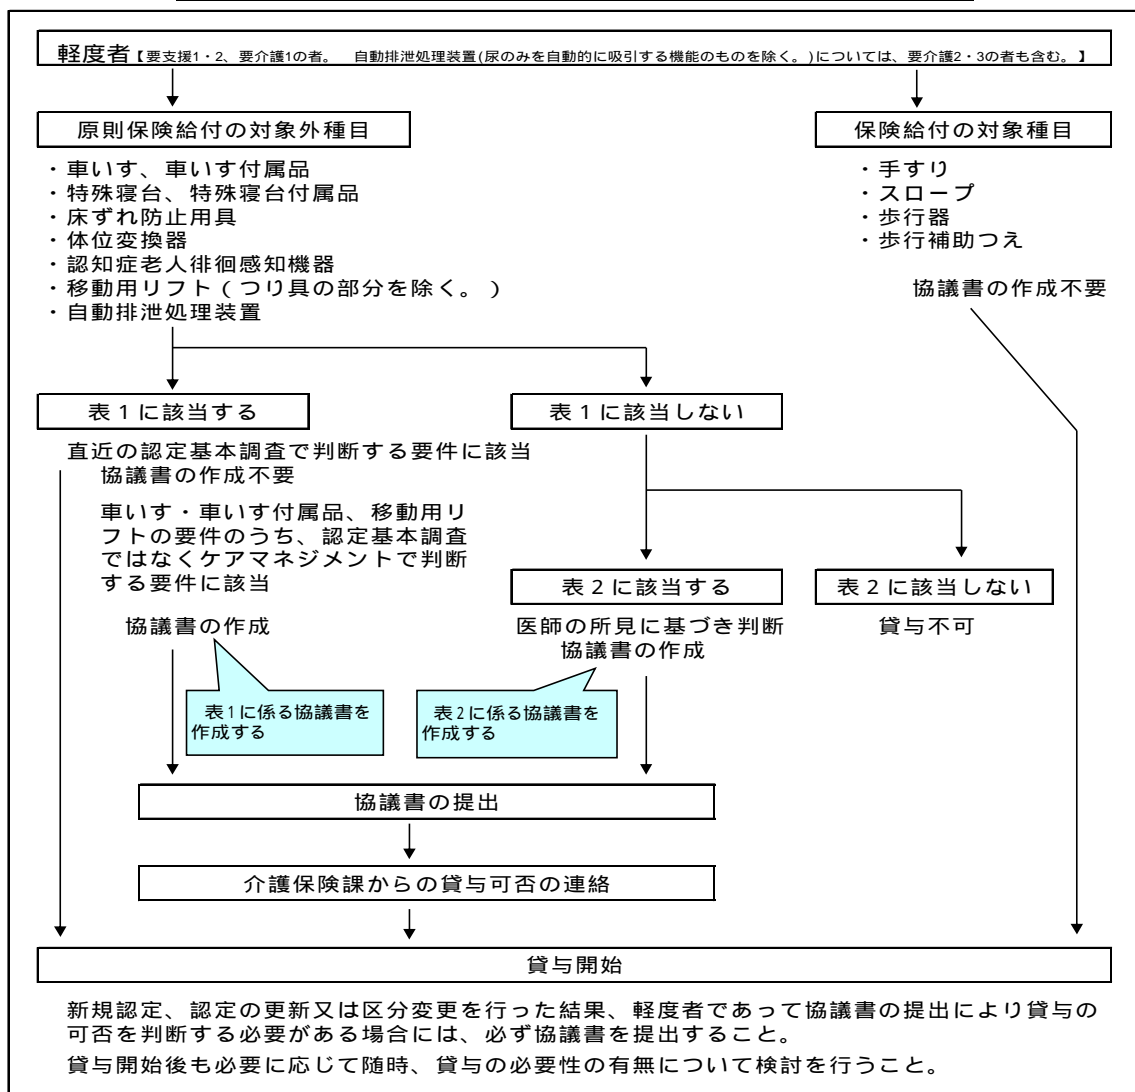 軽度者【要支援1・2、要介護1の者。　自動排泄処理装置(尿のみを自動的に吸引する機能のものを除く。)については、要介護2・3の者も含む。】
原則保険給付の対象外種目
・車いす、車いす付属品
・特殊寝台、特殊寝台付属品
・床ずれ防止用具
・体位変換器
・認知症老人徘徊感知機器
・移動用リフト（つり具の部分を除く。）
・自動排泄処理装置
保険給付の対象種目
・手すり
・スロープ
・歩行器
・歩行補助つえ
協議書の作成不要
表１に該当する
直近の認定基本調査で判断する要件に該当
協議書の作成不要
車いす・車いす付属品、移動用リ
フトの要件のうち、認定基本調査
ではなくケアマネジメントで判断
する要件に該当
協議書の作成
表1に係る協議書を
作成する
表１に該当しない
表２に該当する
医師の所見に基づき判断
協議書の作成
表2に係る協議書を
作成する
表２に該当しない
貸与不可
協議書の提出
介護保険課からの貸与可否の連絡
貸与開始
新規認定、認定の更新又は区分変更を行った結果、軽度者であって協議書の提出により貸与の
可否を判断する必要がある場合には、必ず協議書を提出すること。
貸与開始後も必要に応じて随時、貸与の必要性の有無について検討を行うこと。